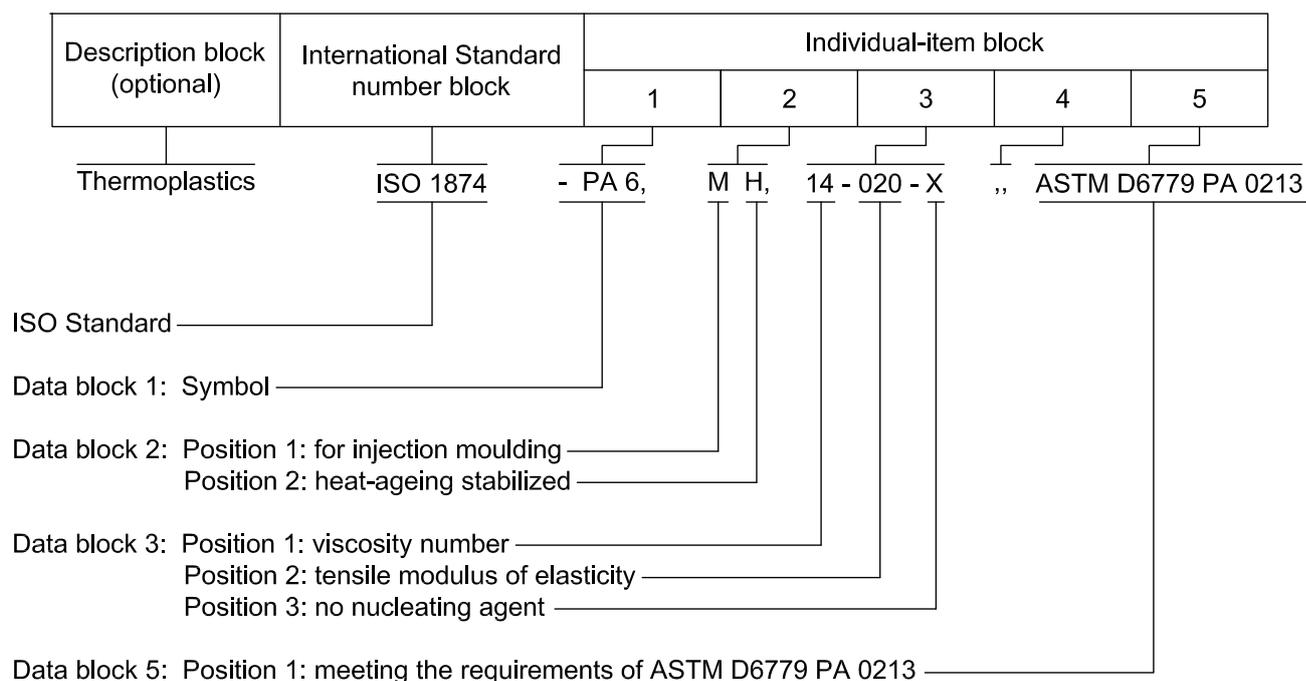 Description block
(optional)
International Standard
number block
Individual-item block
1 2 3 4 5
Thermoplastics ISO 1874 - PA 6, M H, 14 - 020 - X ,, ASTM D6779 PA 0213
ISO Standard
Data block 1: Symbol
Data block 2: Position 1: for injection moulding
Position 2: heat-ageing stabilized
Data block 3: Position 1: viscosity number
Position 2: tensile modulus of elasticity
Position 3: no nucleating agent
Data block 5: Position 1: meeting the requirements of ASTM D6779 PA 0213